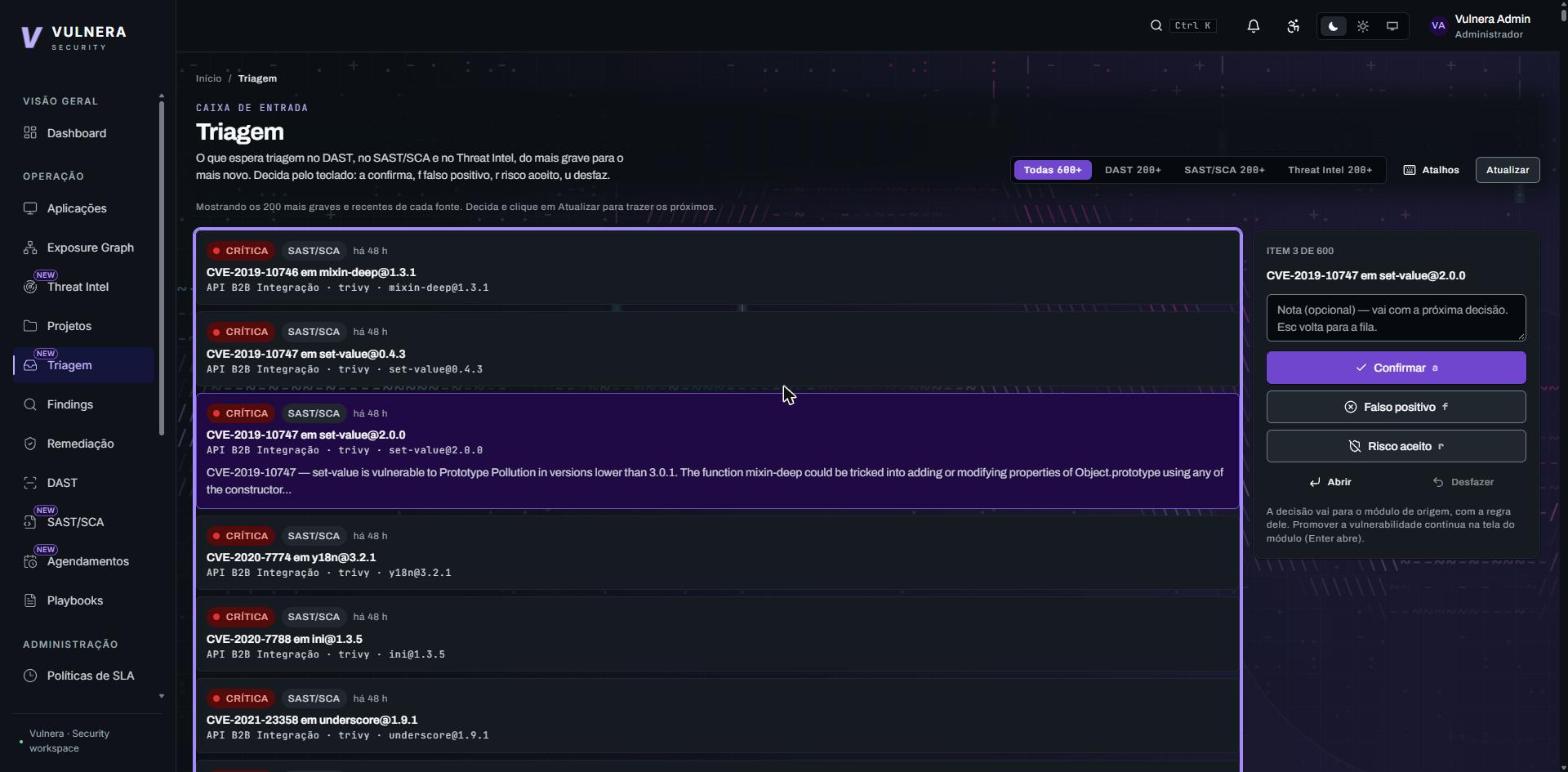 VULNERA
SECURITY
VISÃO GERAL
Dashboard
OPERAÇÃO
Aplicações
Exposure Graph
NEW
Threat Intel
Projetos
NEW
Triagem
Findings
Remediação
DAST
NEW
SAST/SCA
NEW
Agendamentos
Playbooks
ADMINISTRAÇÃO
Políticas de SLA
Vulnera · Security
workspace
Ctrl K
VA
Vulnera Admin
Administrador
Início / Triagem
CAIXA DE ENTRADA
Triagem
O que espera triagem no DAST, no SAST/SCA e no Threat Intel, do mais grave para o
mais novo. Decida pelo teclado: a confirma, f falso positivo, r risco aceito, u desfaz.
Todas 600+ DAST 200+ SAST/SCA 200+ Threat Intel 200+ Atalhos Atualizar
Mostrando os 200 mais graves e recentes de cada fonte. Decida e clique em Atualizar para trazer os próximos.
CRÍTICA SAST/SCA há 48 h
CVE-2019-10746 em mixin-deep@1.3.1
API B2B Integração · trivy · mixin-deep@1.3.1
CRÍTICA SAST/SCA há 48 h
CVE-2019-10747 em set-value@0.4.3
API B2B Integração · trivy · set-value@0.4.3
CRÍTICA SAST/SCA há 48 h
CVE-2019-10747 em set-value@2.0.0
API B2B Integração · trivy · set-value@2.0.0
CVE-2019-10747 — set-value is vulnerable to Prototype Pollution in versions lower than 3.0.1. The function mixin-deep could be tricked into adding or modifying properties of Object.prototype using any of
the constructor...
CRÍTICA SAST/SCA há 48 h
CVE-2020-7774 em y18n@3.2.1
API B2B Integração · trivy · y18n@3.2.1
CRÍTICA SAST/SCA há 48 h
CVE-2020-7788 em ini@1.3.5
API B2B Integração · trivy · ini@1.3.5
CRÍTICA SAST/SCA há 48 h
CVE-2021-23358 em underscore@1.9.1
API B2B Integração · trivy · underscore@1.9.1
ITEM 3 DE 600
CVE-2019-10747 em set-value@2.0.0
Nota (opcional) — vai com a próxima decisão.
Esc volta para a fila.
Confirmar a
Falso positivo f
Risco aceito r
Abrir Desfazer
A decisão vai para o módulo de origem, com a regra
dele. Promover a vulnerabilidade continua na tela do
módulo (Enter abre).